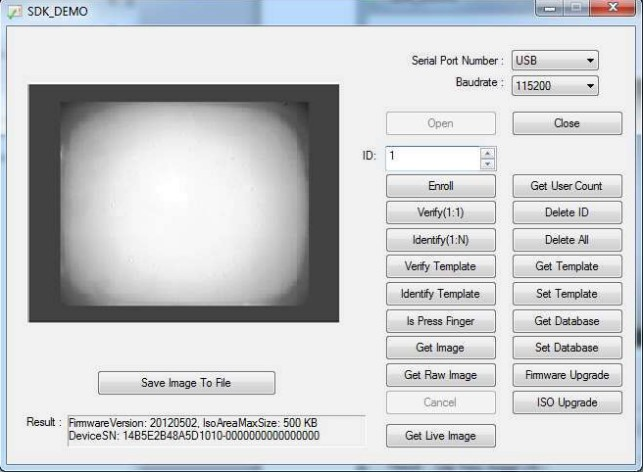 SDK_DEMO
Serial Port Number : USB
Baudrate : 115200
Open Close
ID: 1
Enroll Get User Count
Verify(1:1) Delete ID
Identify(1:N) Delete All
Verify Template Get Template
Identify Template Set Template
Is Press Finger Get Database
Get Image Set Database
Get Raw Image Firmware Upgrade
Save Image To File
Cancel ISO Upgrade
Result : FirmwareVersion: 20120502, IsoAreaMaxSize: 500 KB
DeviceSN: 14B5E2B48A5D1010-0000000000000000
Get Live Image